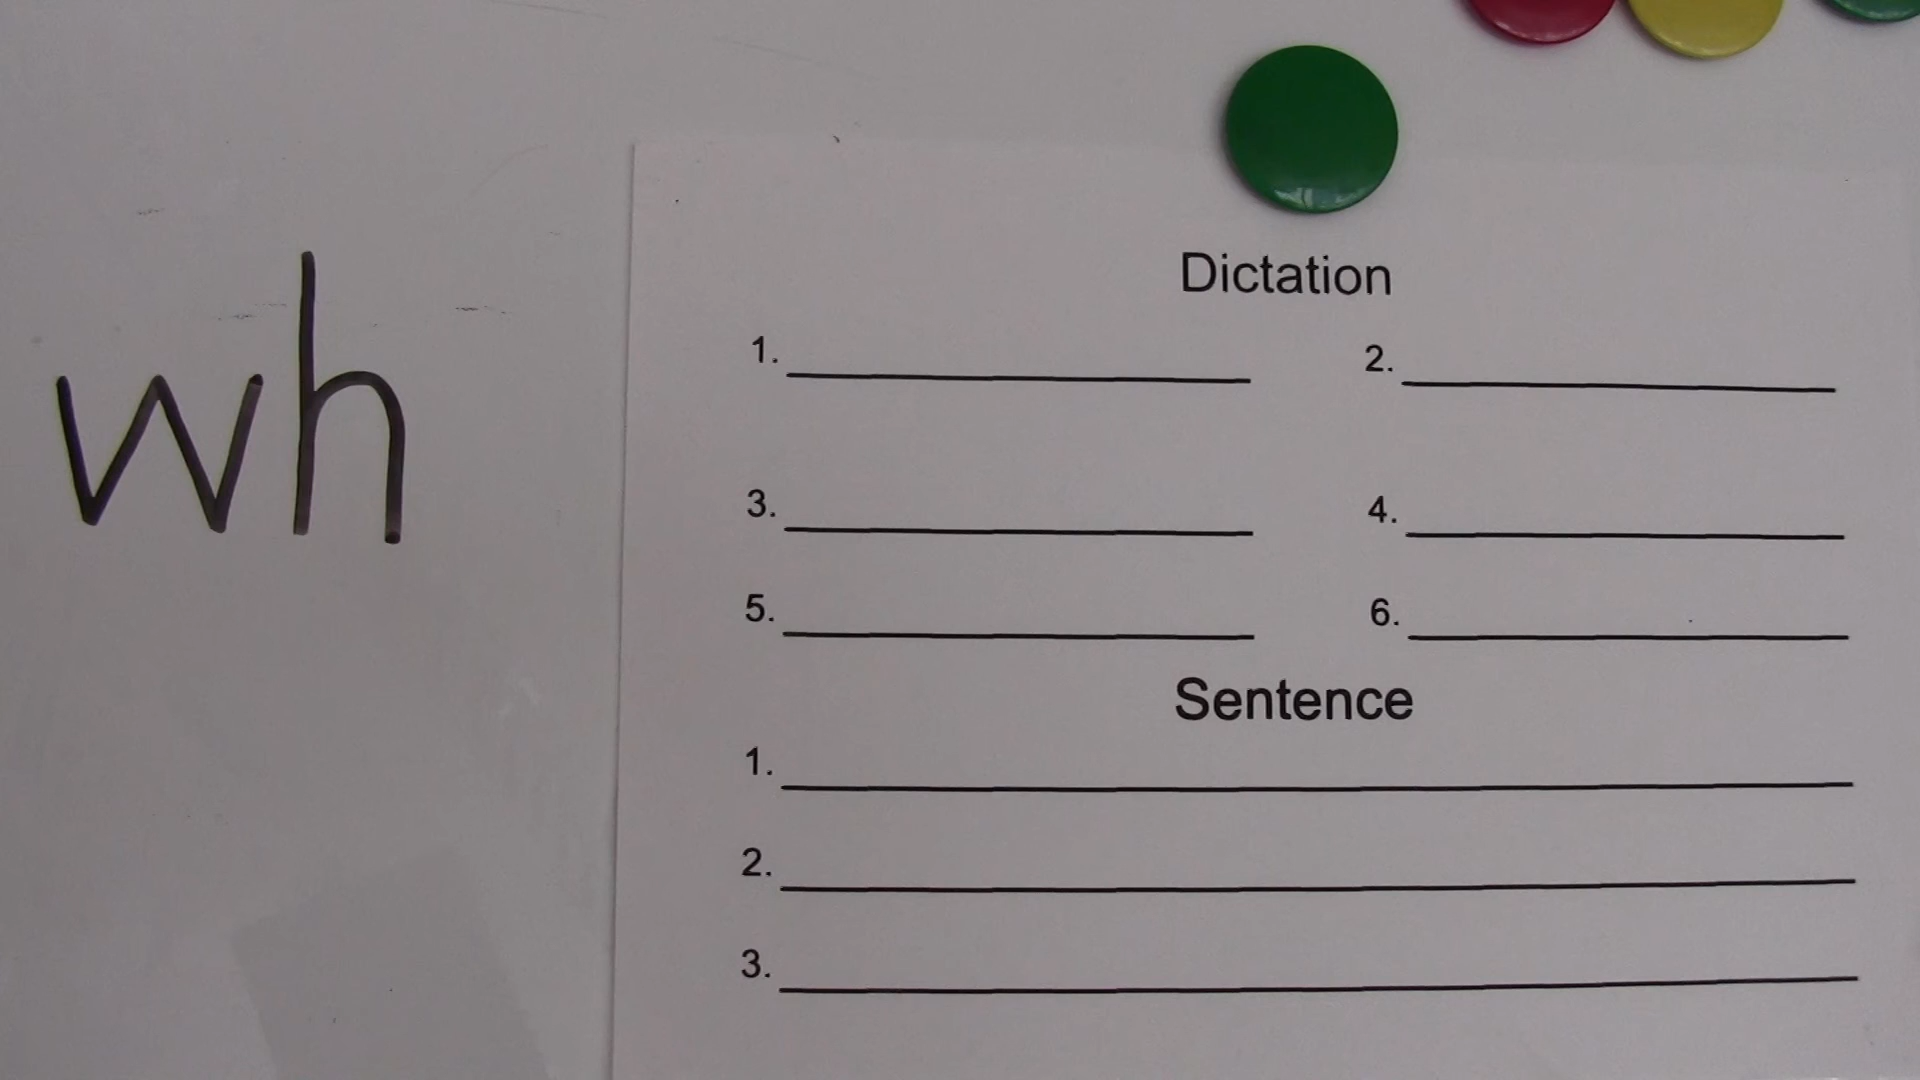 wh
Dictation
1. 2.
3. 4.
5. 6.
Sentence
1.
2.
3.